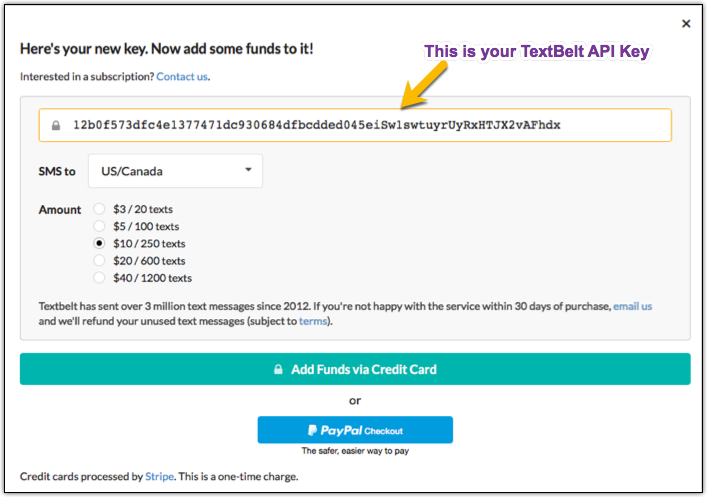 ×
Here's your new key. Now add some funds to it!
This is your TextBelt API Key
Interested in a subscription? Contact us.
12b0f573dfc4e1377471dc930684dfbcdded045eiSw1swtuyrUyRxHTJX2vAFhdx
SMS to US/Canada
Amount $3 / 20 texts
$5 / 100 texts
$10 / 250 texts
$20 / 600 texts
$40 / 1200 texts
Textbelt has sent over 3 million text messages since 2012. If you're not happy with the service within 30 days of purchase, email us
and we'll refund your unused text messages (subject to terms).
Add Funds via Credit Card
or
PayPal Checkout
The safer, easier way to pay
Credit cards processed by Stripe. This is a one-time charge.